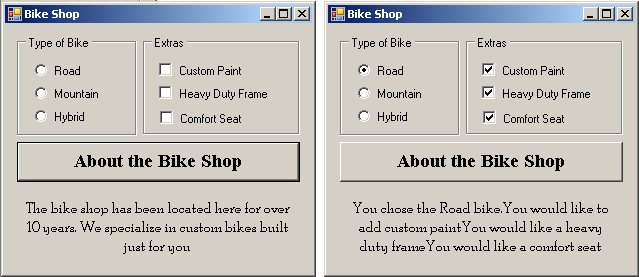 Bike Shop
Type of Bike
Extras
Road
Custom Paint
Mountain
Heavy Duty Frame
Hybrid
Comfort Seat
About the Bike Shop
The bike shop has been located here for over
10 years. We specialize in custom bikes built
just for you
Bike Shop
Type of Bike
Extras
Road
Custom Paint
Mountain
Heavy Duty Frame
Hybrid
Comfort Seat
About the Bike Shop
You chose the Road bike.You would like to
add custom paintYou would like a heavy
duty frameYou would like a comfort seat